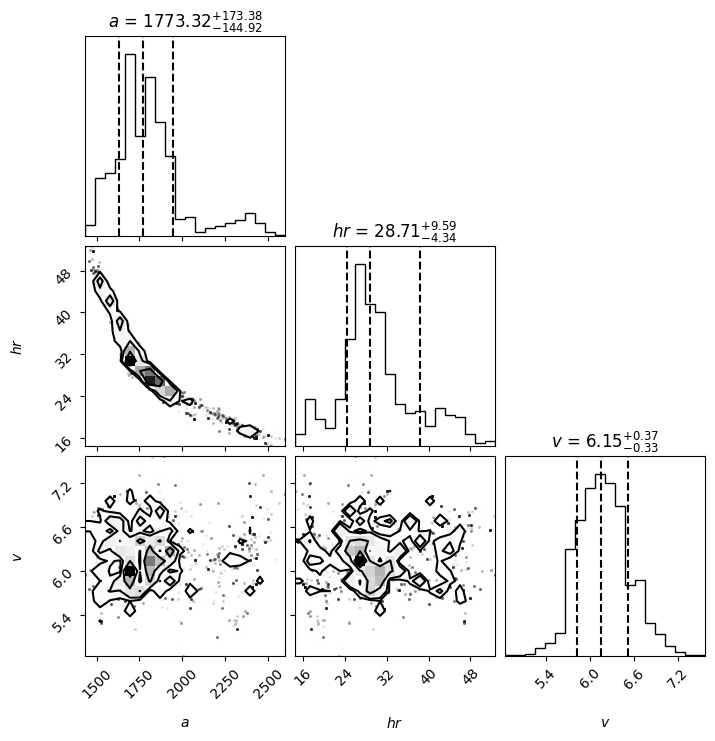 a = 1773.32+173.38−144.92
hr = 28.71+9.59−4.34
48
40
32
24
16
hr
v = 6.15+0.37−0.33
7.2
6.6
6.0
5.4
v
1500 1750 2000 2250 2500
16 24 32 40 48
5.4 6.0 6.6 7.2
a hr v